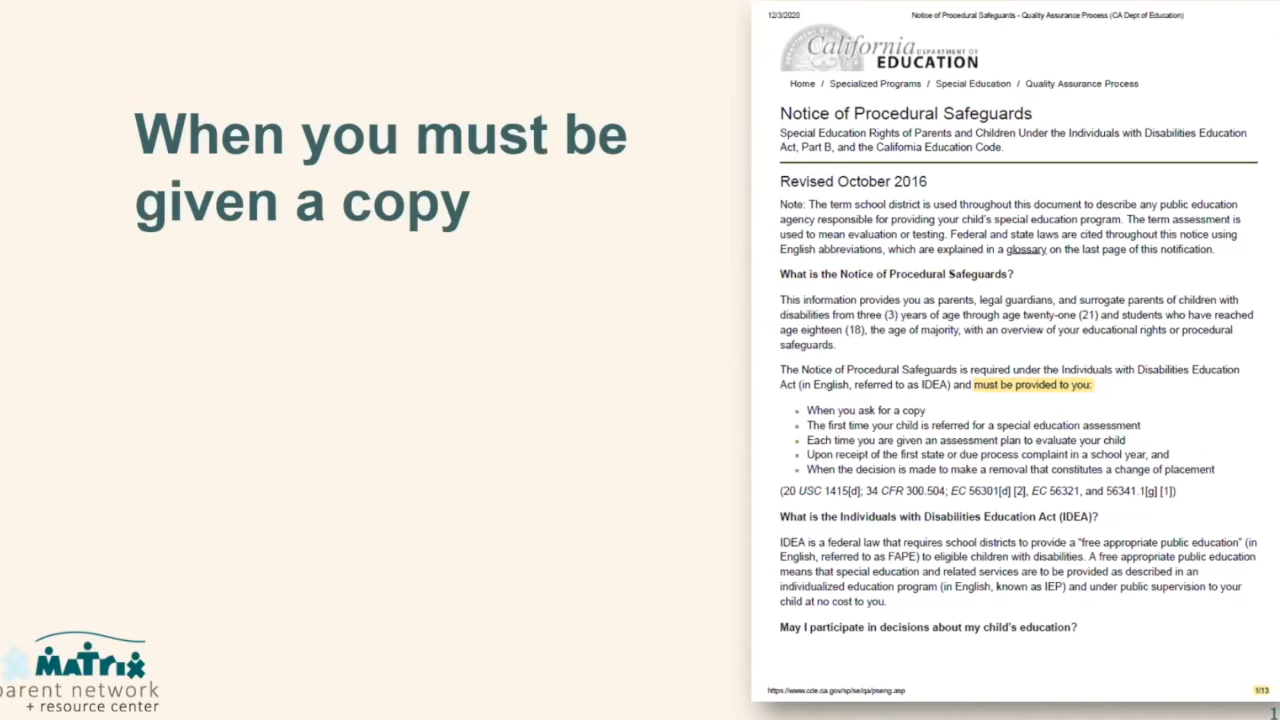 When you must be
given a copy
12/3/2020 Notice of Procedural Safeguards - Quality Assurance Process (CA Dept of Education)
California DEPARTMENT OF
EDUCATION
Home / Specialized Programs / Special Education / Quality Assurance Process
Notice of Procedural Safeguards
Special Education Rights of Parents and Children Under the Individuals with Disabilities Education
Act, Part B, and the California Education Code.
Revised October 2016
Note: The term school district is used throughout this document to describe any public education
agency responsible for providing your child's special education program. The term assessment is
used to mean evaluation or testing. Federal and state laws are cited throughout this notice using
English abbreviations, which are explained in a glossary on the last page of this notification.
What is the Notice of Procedural Safeguards?
This information provides you as parents, legal guardians, and surrogate parents of children with
disabilities from three (3) years of age through age twenty-one (21) and students who have reached
age eighteen (18), the age of majority, with an overview of your educational rights or procedural
safeguards.
The Notice of Procedural Safeguards is required under the Individuals with Disabilities Education
Act (in English, referred to as IDEA) and must be provided to you:
When you ask for a copy
The first time your child is referred for a special education assessment
Each time you are given an assessment plan to evaluate your child
Upon receipt of the first state or due process complaint in a school year, and
When the decision is made to make a removal that constitutes a change of placement
(20 USC 1415[d]; 34 CFR 300.504; EC 56301[d] [2], EC 56321, and 56341.1[g] [1])
What is the Individuals with Disabilities Education Act (IDEA)?
IDEA is a federal law that requires school districts to provide a “free appropriate public education” (in
English, referred to as FAPE) to eligible children with disabilities. A free appropriate public education
means that special education and related services are to be provided as described in an
individualized education program (in English, known as IEP) and under public supervision to your
child at no cost to you.
May I participate in decisions about my child's education?
https://www.cde.ca.gov/sp/se/qa/pseng.asp 1/13
MATRIX
parent network
+ resource center
1